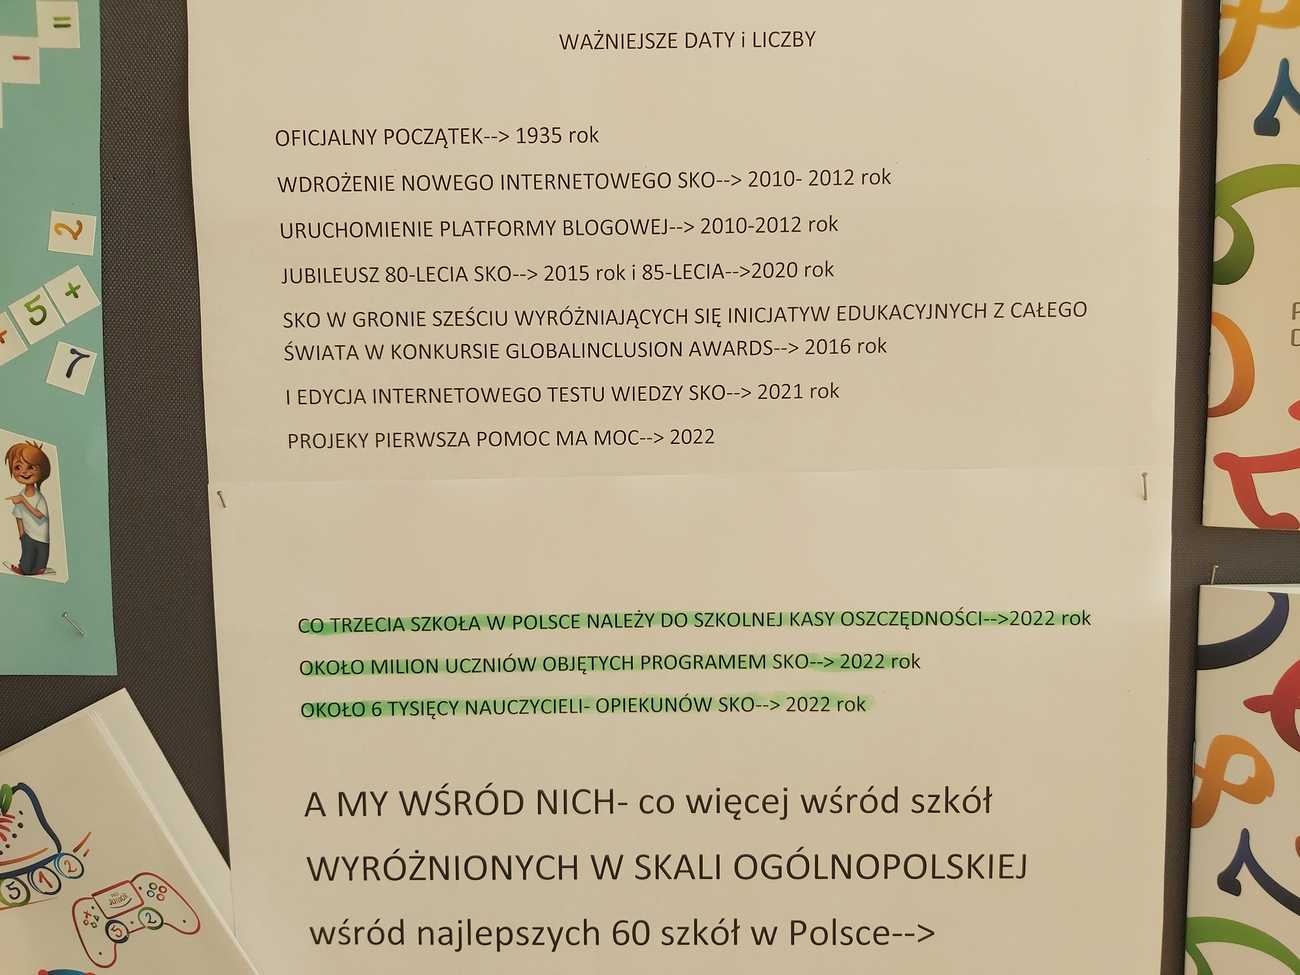 WAŻNIEJSZE DATY i LICZBY
OFICJALNY POCZĄTEK--> 1935 rok
WDROŻENIE NOWEGO INTERNETOWEGO SKO--> 2010- 2012 rok
URUCHOMIENIE PLATFORMY BLOGOWEJ--> 2010-2012 rok
JUBILEUSZ 80-LECIA SKO--> 2015 rok i 85-LECIA-->2020 rok
SKO W GRONIE SZEŚCIU WYRÓŻNIAJĄCYCH SIĘ INICJATYW EDUKACYJNYCH Z CAŁEGO
ŚWIATA W KONKURSIE GLOBALINCLUSION AWARDS--> 2016 rok
I EDYCJA INTERNETOWEGO TESTU WIEDZY SKO--> 2021 rok
PROJEKY PIERWSZA POMOC MA MOC--> 2022
CO TRZECIA SZKOŁA W POLSCE NALEŻY DO SZKOLNEJ KASY OSZCZĘDNOŚCI-->2022 rok
OKOŁO MILION UCZNIÓW OBJĘTYCH PROGRAMEM SKO--> 2022 rok
OKOŁO 6 TYSIĘCY NAUCZYCIELI- OPIEKUNÓW SKO--> 2022 rok
A MY WŚRÓD NICH- co więcej wśród szkół
WYRÓŻNIONYCH W SKALI OGÓLNOPOLSKIEJ
wśród najlepszych 60 szkół w Polsce-->
=
-
2
5 +
7
5 1 2
5 2